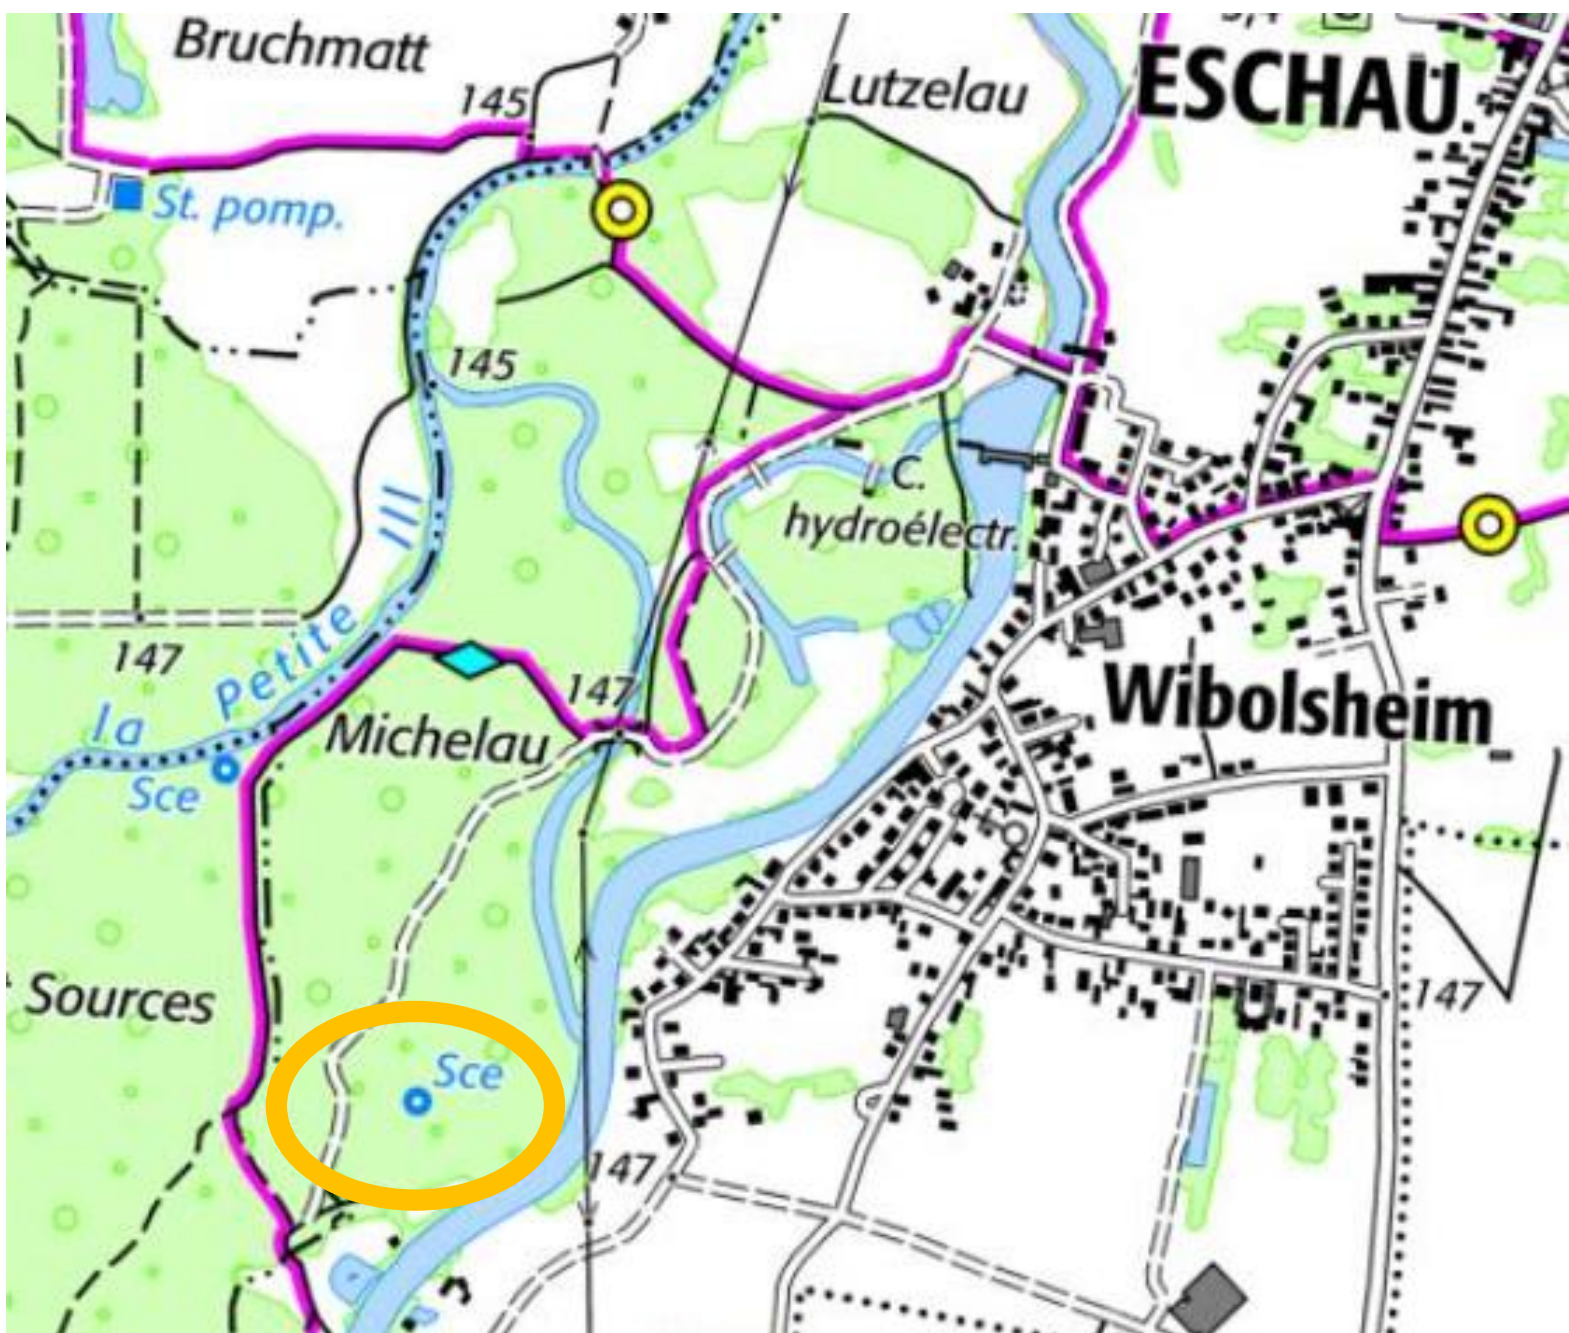 Bruchmatt
145
Lutzelau
ESCHAU
St. pomp.
145
C.
hydroélectr.
Petite Ill
147
la
147
Michelau
Wibolsheim
Sce
Sources
147
Sce
147